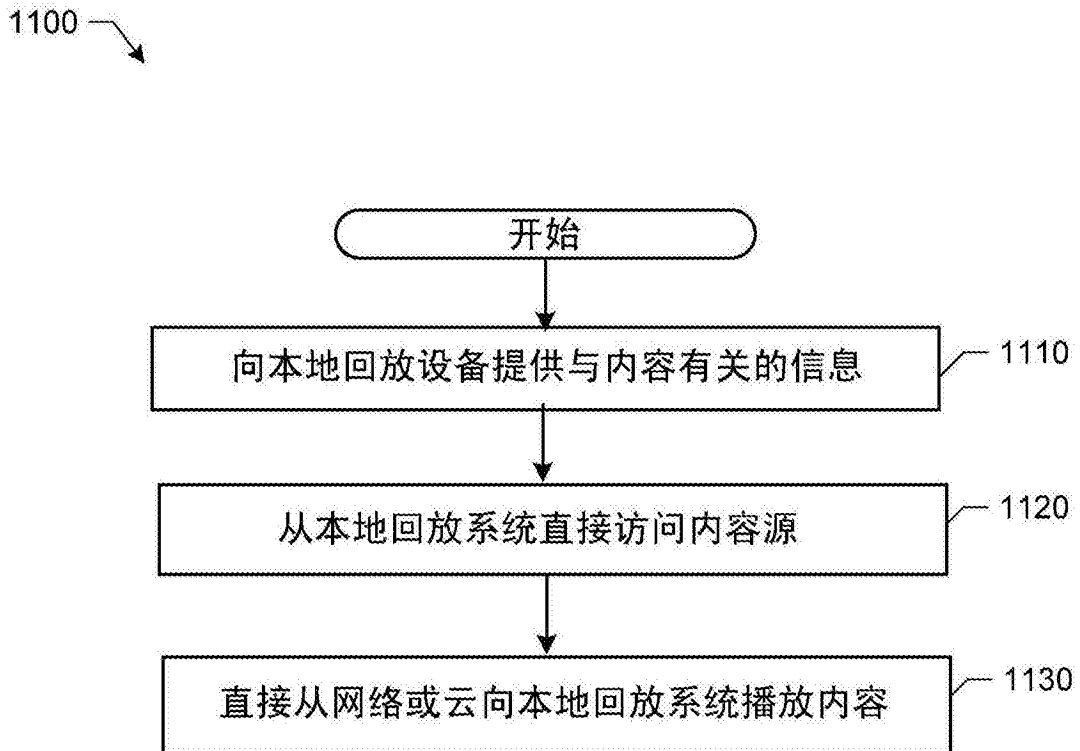 1100
开始
向本地回放设备提供与内容有关的信息
1110
从本地回放系统直接访问内容源
1120
直接从网络或云向本地回放系统播放内容
1130